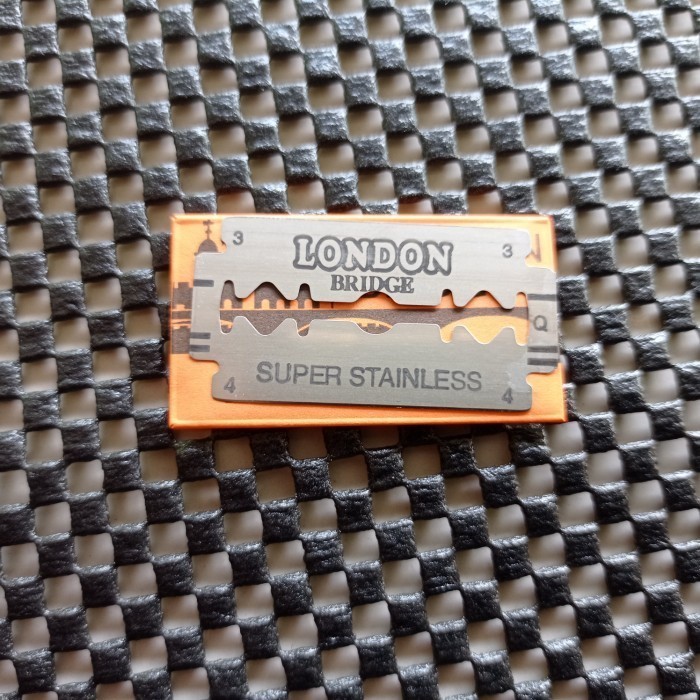 3 LONDON 3
BRIDGE
Q
4 SUPER STAINLESS 4